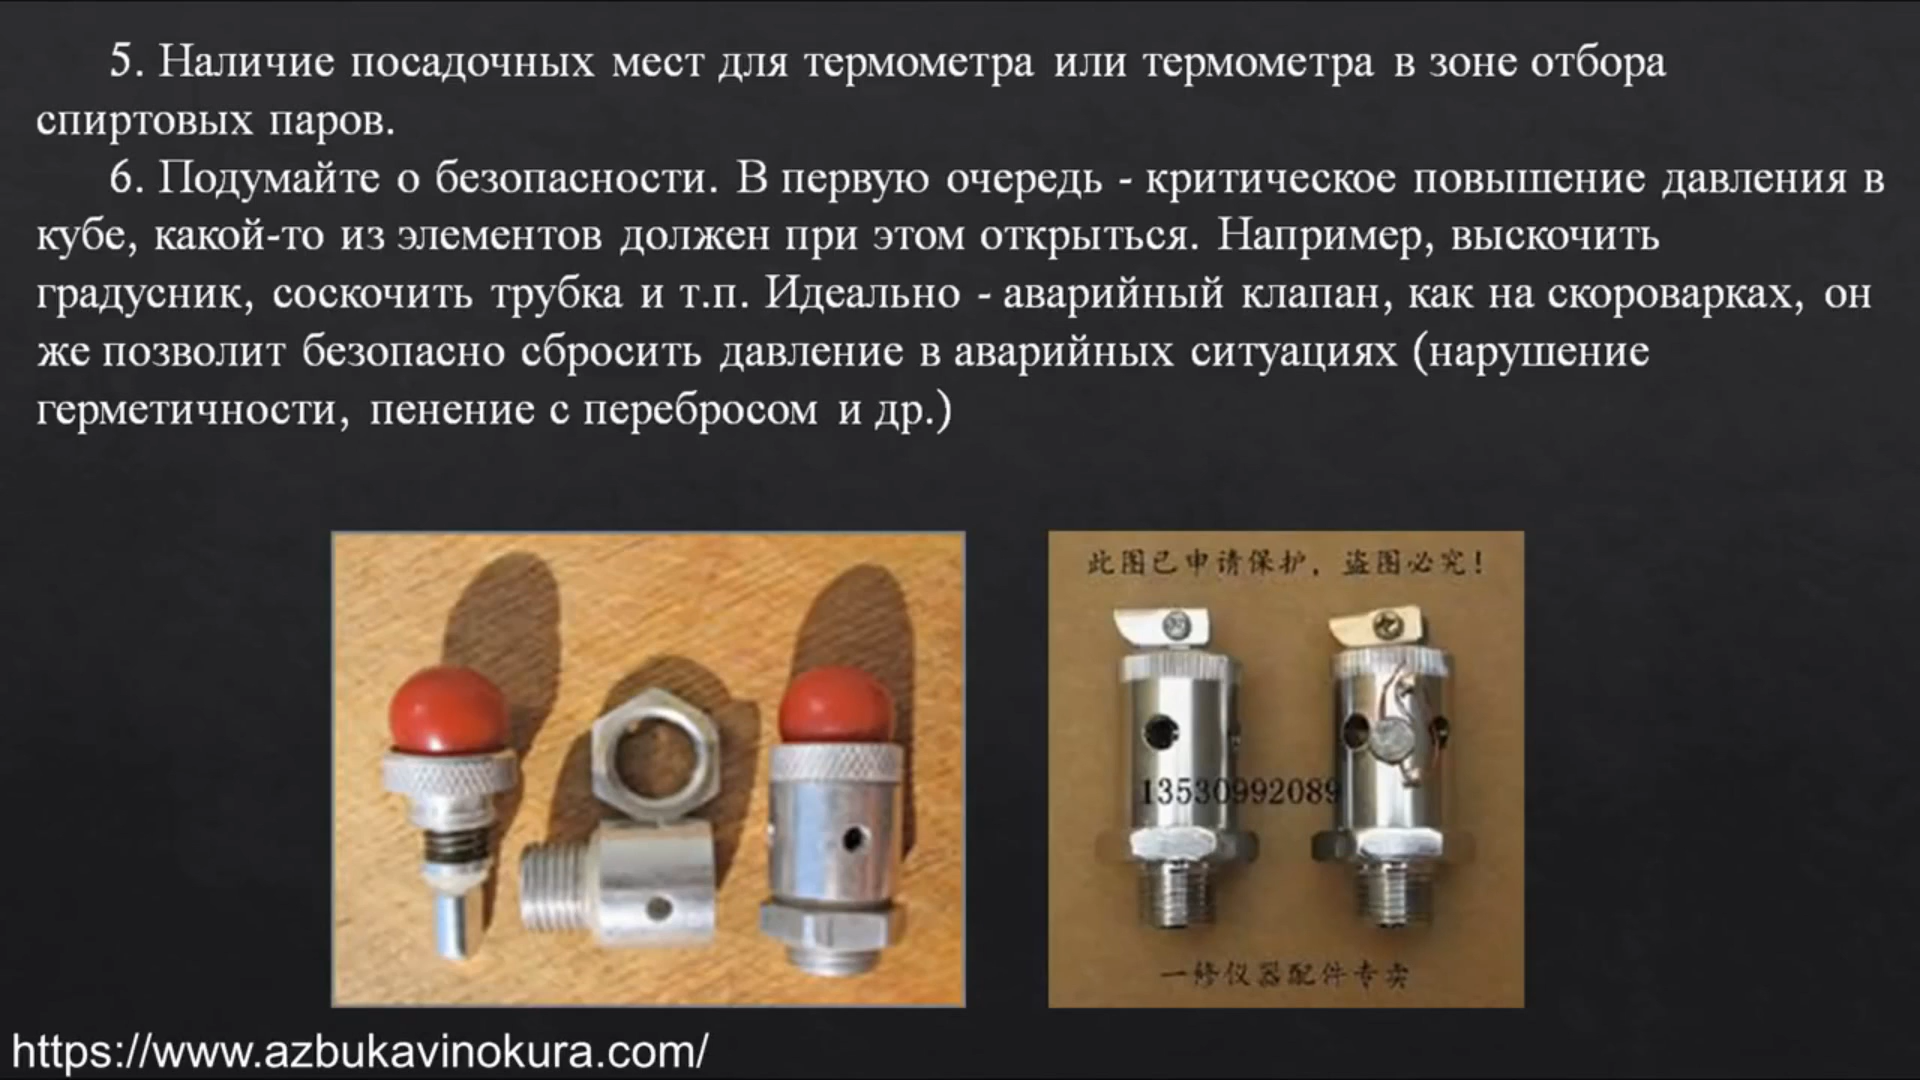 5. Наличие посадочных мест для термометра или термометра в зоне отбора
спиртовых паров.
6. Подумайте о безопасности. В первую очередь - критическое повышение давления в
кубе, какой-то из элементов должен при этом открыться. Например, выскочить
градусник, соскочить трубка и т.п. Идеально - аварийный клапан, как на скороварках, он
же позволит безопасно сбросить давление в аварийных ситуациях (нарушение
герметичности, пенение с перебросом и др.)
此图已申请保护，盗图必究！
13530992089
一修仪器配件专卖
https://www.azbukavinokura.com/